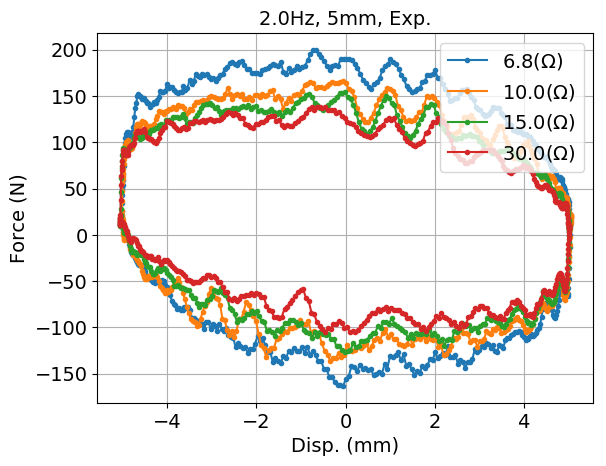 2.0Hz, 5mm, Exp.
6.8(Ω)
10.0(Ω)
15.0(Ω)
30.0(Ω)
Force (N)
200
150
100
50
0
−50
−100
−150
−4 −2 0 2 4
Disp. (mm)